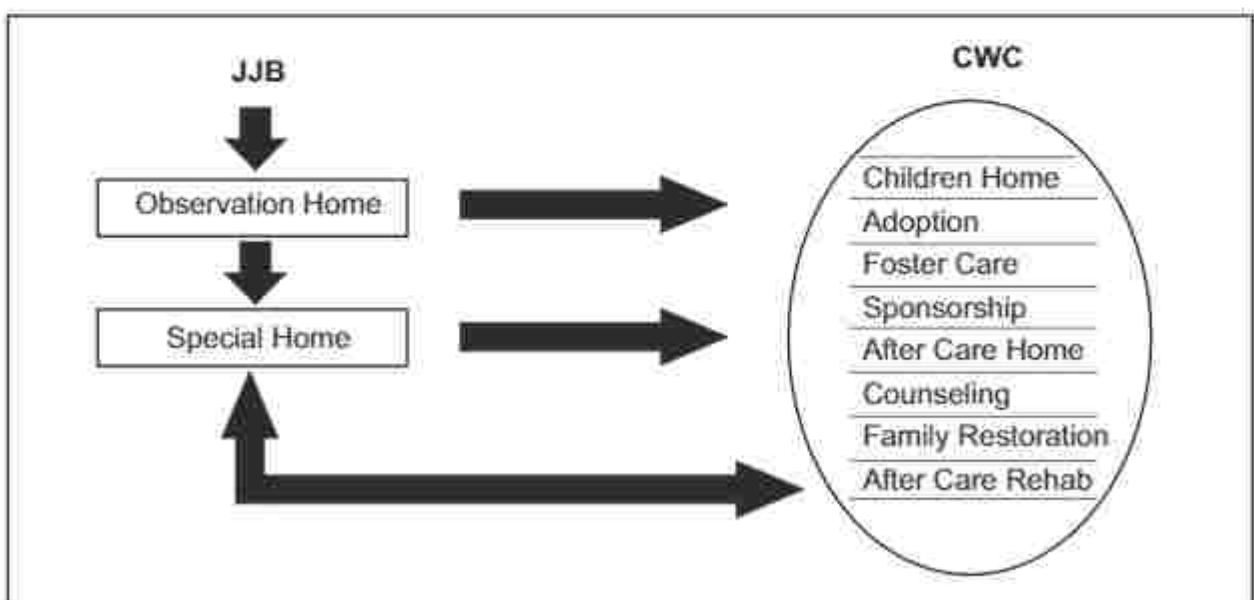 JJB
Observation Home
Special Home
CWC
Children Home
Adoption
Foster Care
Sponsorship
After Care Home
Counseling
Family Restoration
After Care Rehab